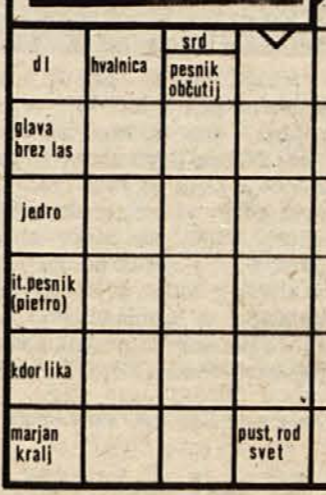 dl
hvalnica
srd
pesnik
občutij
glava
brez las
jedro
it.pesnik
(pietro)
kdor lika
marjan
kralj
pust, rod
svet